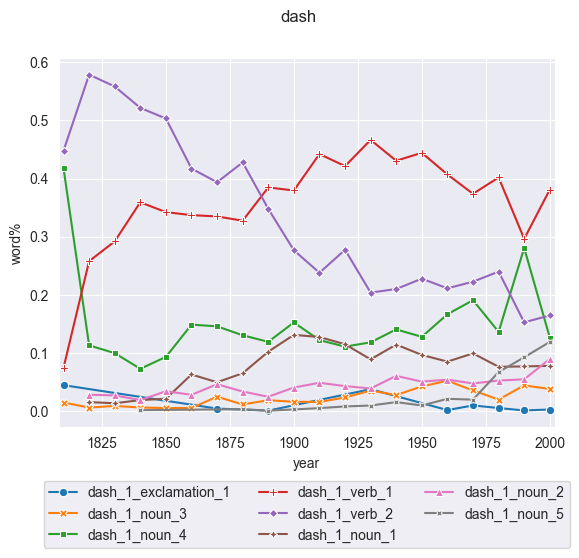 dash
0.6
0.5
0.4
0.3
0.2
0.1
0.0
word%
1825 1850 1875 1900 1925 1950 1975 2000
year
dash_1_exclamation_1 dash_1_verb_1 dash_1_noun_2
dash_1_noun_3 dash_1_verb_2 dash_1_noun_5
dash_1_noun_4 dash_1_noun_1